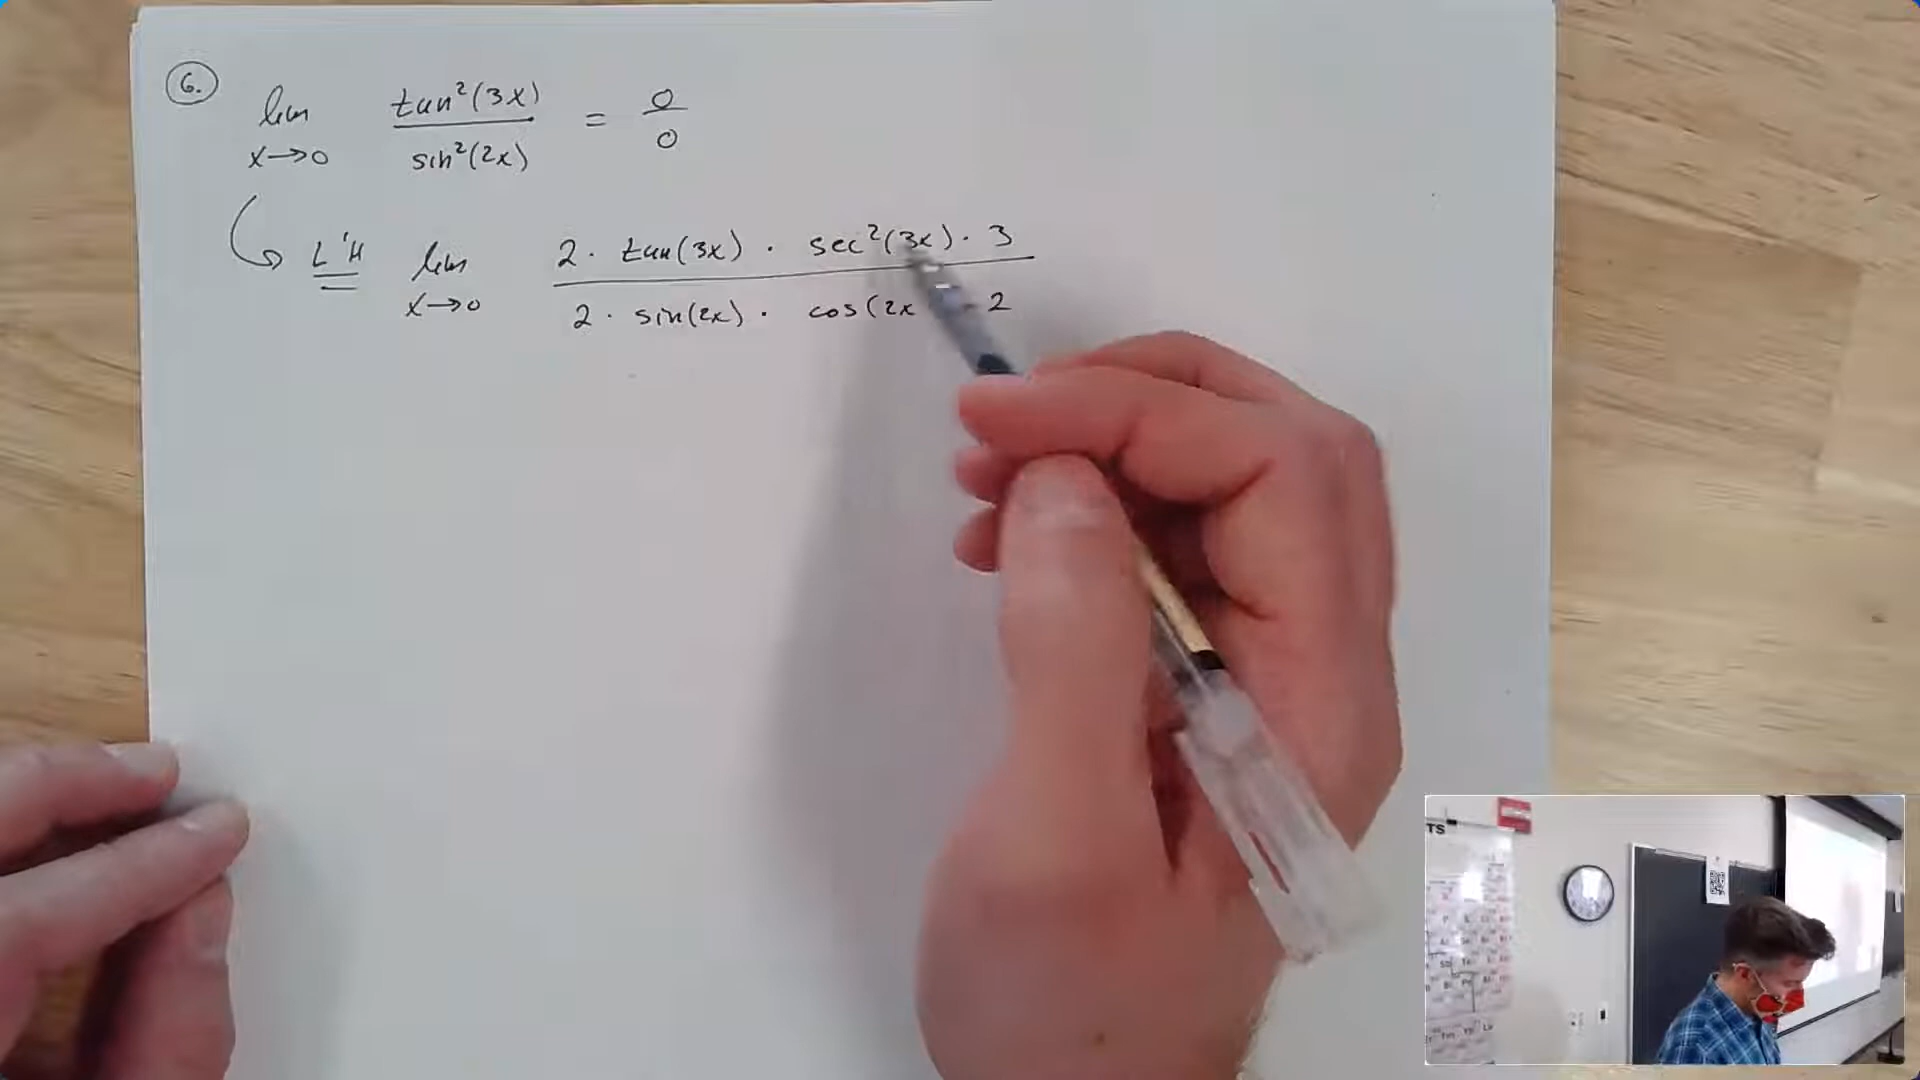 6.
lim tan²(3x) / sin²(2x) = 0/0
x→0
L'H lim 2 · tan(3x) · sec²(3x) · 3
x→0 2 · sin(2x) · cos(2x · 2
TS